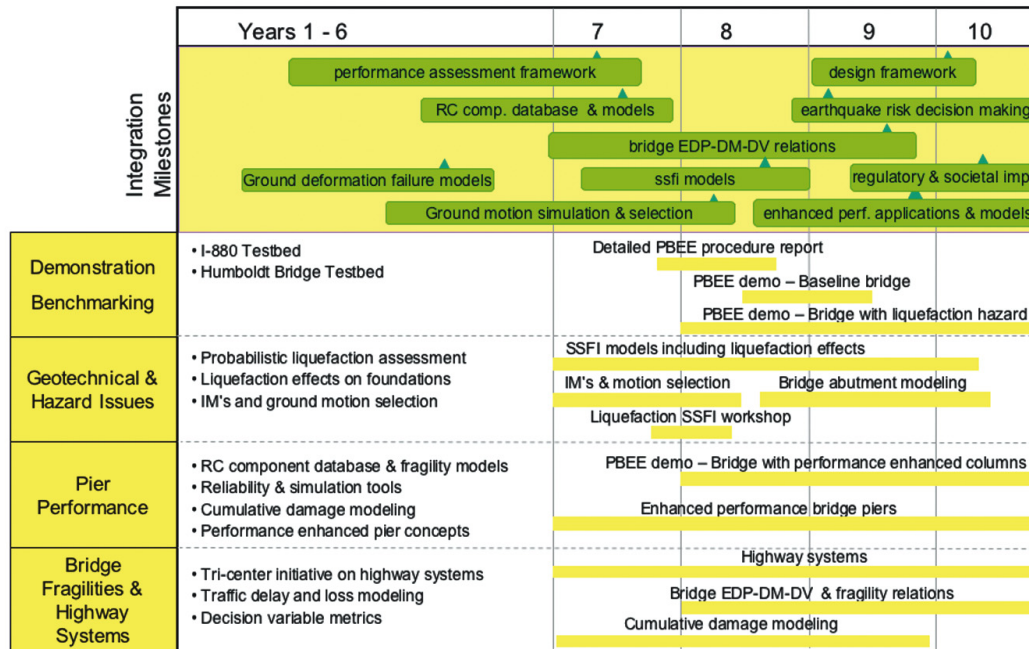 Years 1 - 6 7 8 9 10
Integration
Milestones
performance assessment framework
design framework
RC comp. database & models
earthquake risk decision making
bridge EDP-DM-DV relations
Ground deformation failure models
ssfi models
regulatory & societal imp
Ground motion simulation & selection
enhanced perf. applications & models
Demonstration
Benchmarking
• I-880 Testbed
• Humboldt Bridge Testbed
Detailed PBEE procedure report
PBEE demo – Baseline bridge
PBEE demo – Bridge with liquefaction hazard
Geotechnical &
Hazard Issues
• Probabilistic liquefaction assessment
• Liquefaction effects on foundations
• IM's and ground motion selection
SSFI models including liquefaction effects
IM's & motion selection
Bridge abutment modeling
Liquefaction SSFI workshop
Pier
Performance
• RC component database & fragility models
• Reliability & simulation tools
• Cumulative damage modeling
• Performance enhanced pier concepts
PBEE demo – Bridge with performance enhanced columns
Enhanced performance bridge piers
Bridge
Fragilities &
Highway
Systems
• Tri-center initiative on highway systems
• Traffic delay and loss modeling
• Decision variable metrics
Highway systems
Bridge EDP-DM-DV & fragility relations
Cumulative damage modeling